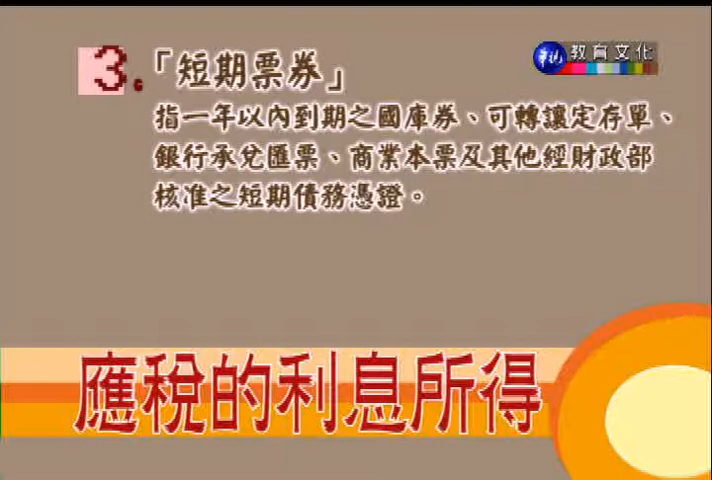 華視 教育文化
3.「短期票券」
指一年以內到期之國庫券、可轉讓定存單、
銀行承兌匯票、商業本票及其他經財政部
核准之短期債務憑證。
應稅的利息所得